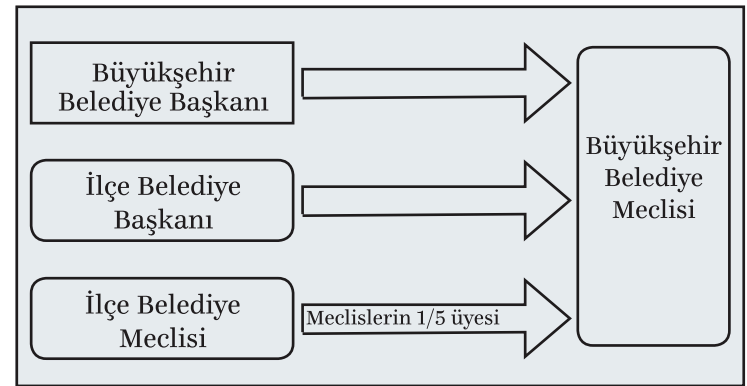 Büyükşehir
Belediye Başkanı
İlçe Belediye
Başkanı
İlçe Belediye
Meclisi
Meclislerin 1/5 üyesi
Büyükşehir
Belediye
Meclisi